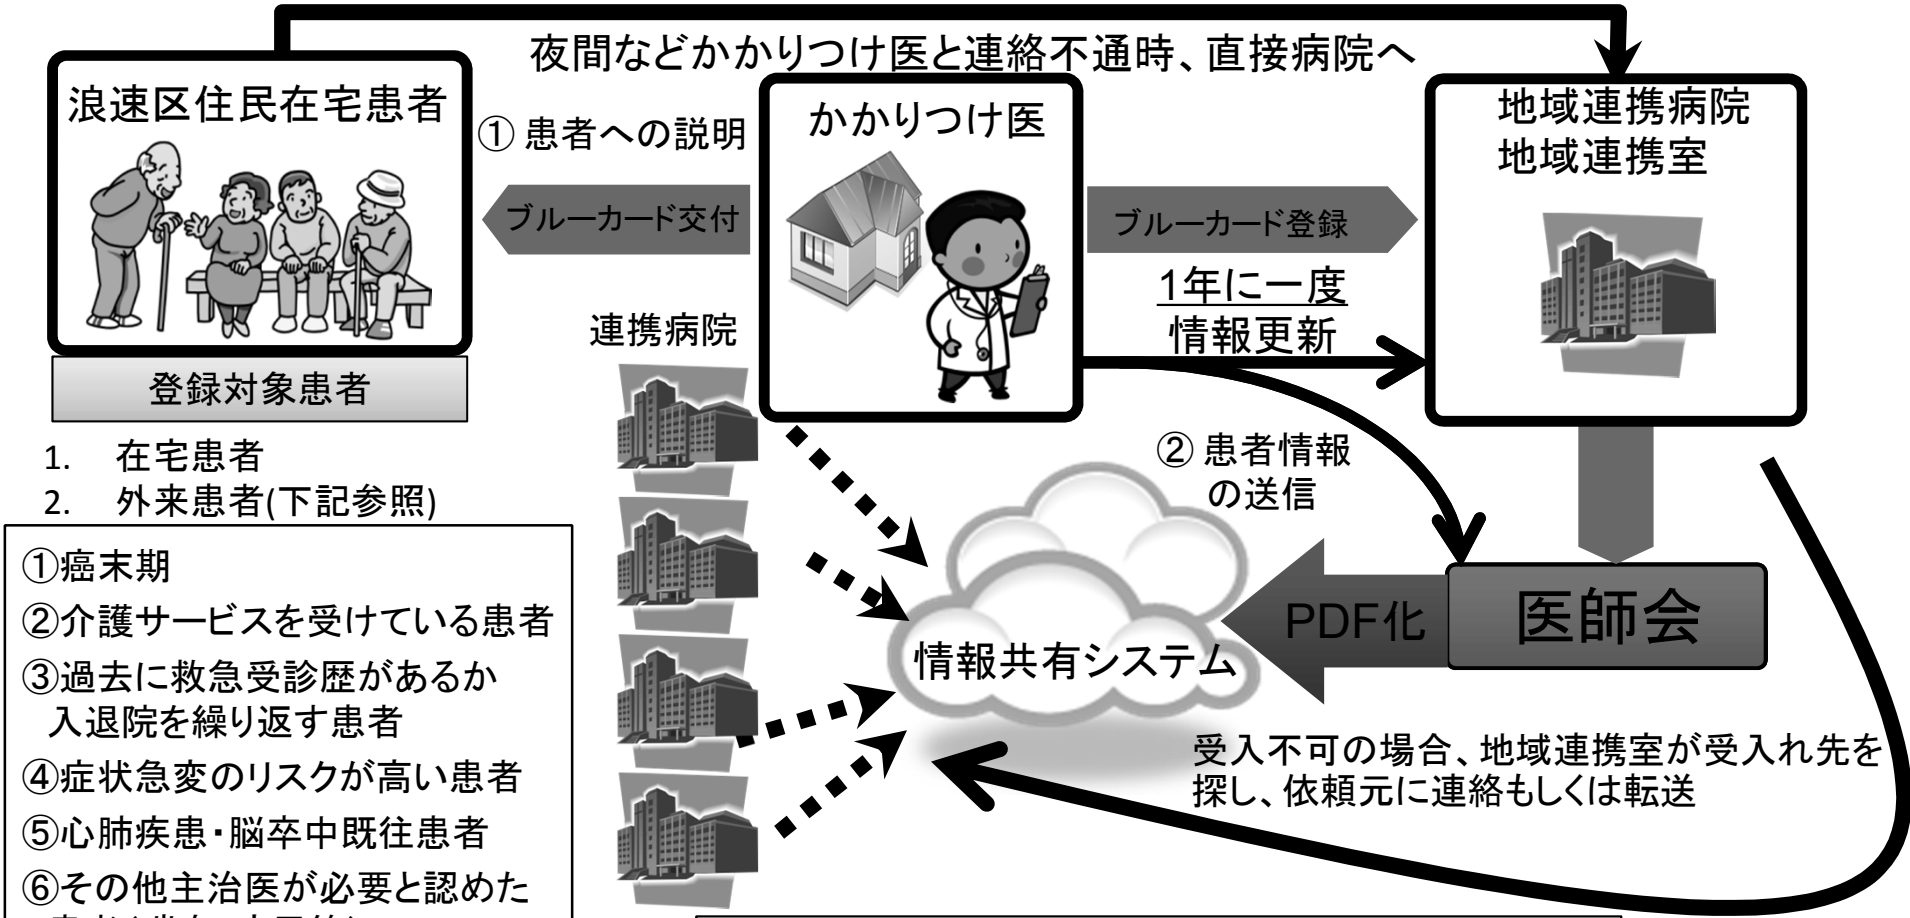 夜間などかかりつけ医と連絡不通時、直接病院へ
浪速区住民在宅患者
① 患者への説明
ブルーカード交付
かかりつけ医
ブルーカード登録
1年に一度
情報更新
地域連携病院
地域連携室
登録対象患者
1. 在宅患者
2. 外来患者(下記参照)
①癌末期
②介護サービスを受けている患者
③過去に救急受診歴があるか
入退院を繰り返す患者
④症状急変のリスクが高い患者
⑤心肺疾患・脳卒中既往患者
⑥その他主治医が必要と認めた
連携病院
② 患者情報
の送信
情報共有システム
PDF化
医師会
受入不可の場合、地域連携室が受入れ先を
探し、依頼元に連絡もしくは転送